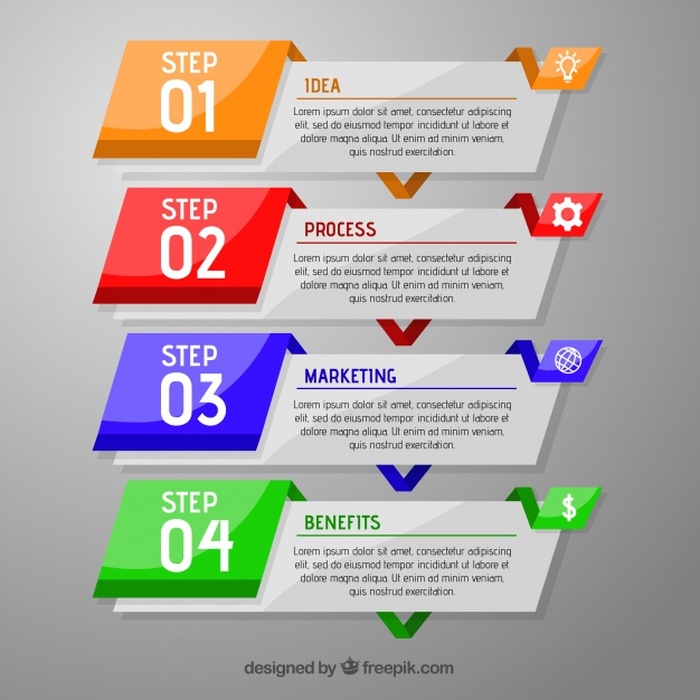 STEP
01
IDEA
Lorem ipsum dolor sit amet, consectetur adipiscing
elit, sed do eiusmod tempor incididunt ut labore et
dolore magna aliqua. Ut enim ad minim veniam,
quis nostrud exercitation.
STEP
02
PROCESS
Lorem ipsum dolor sit amet, consectetur adipiscing
elit, sed do eiusmod tempor incididunt ut labore et
dolore magna aliqua. Ut enim ad minim veniam,
quis nostrud exercitation.
STEP
03
MARKETING
Lorem ipsum dolor sit amet, consectetur adipiscing
elit, sed do eiusmod tempor incididunt ut labore et
dolore magna aliqua. Ut enim ad minim veniam,
quis nostrud exercitation.
STEP
04
BENEFITS
$
Lorem ipsum dolor sit amet, consectetur adipiscing
elit, sed do eiusmod tempor incididunt ut labore et
dolore magna aliqua. Ut enim ad minim veniam,
quis nostrud exercitation.
designed by freepik.com